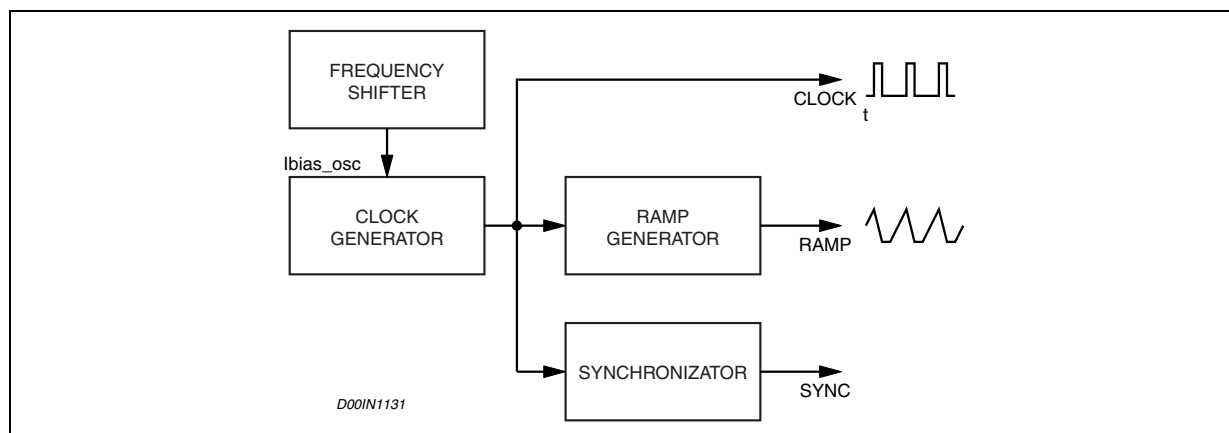 FREQUENCY
SHIFTER
CLOCK
t
Ibias_osc
CLOCK
GENERATOR
RAMP
GENERATOR
RAMP
SYNCHRONIZATOR
SYNC
D00IN1131